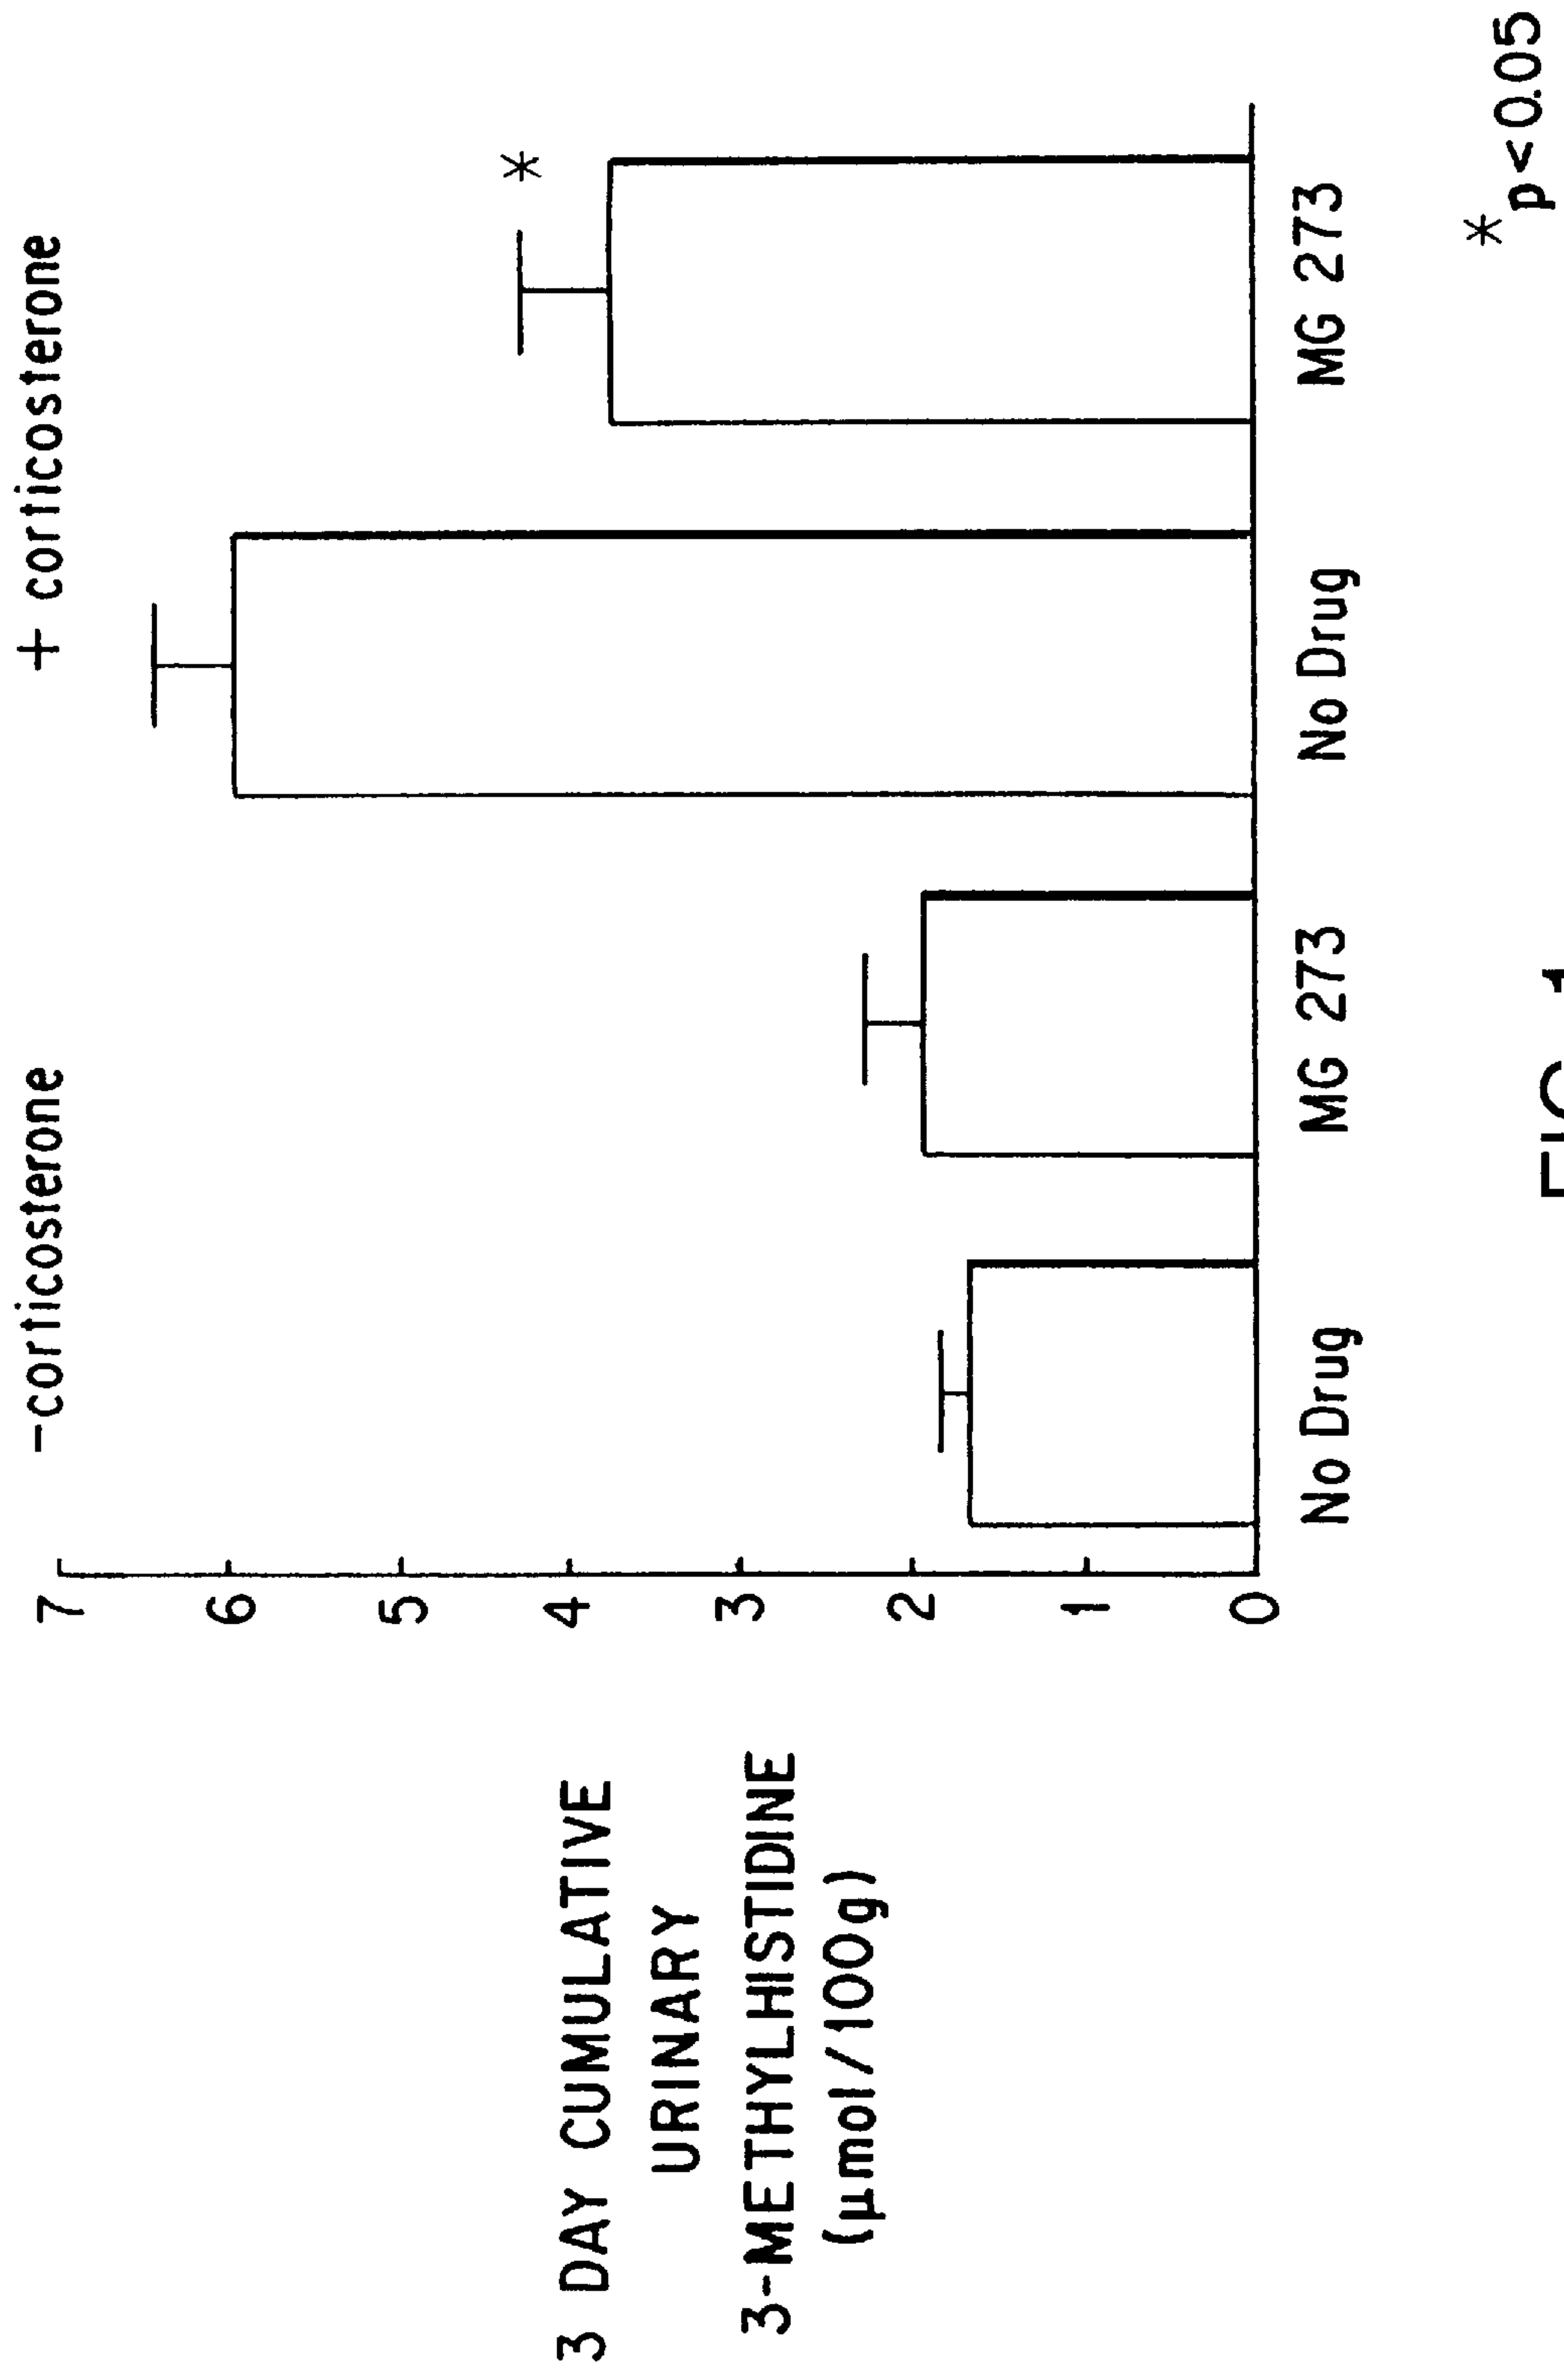 -corticosterone
+ corticosterone
3 DAY CUMULATIVE
URINARY
3-METHYLHISTIDINE
(μmol/100g)
7
6
5
4
3
2
1
0
*
No Drug
MG 273
No Drug
MG 273
*p<0.05